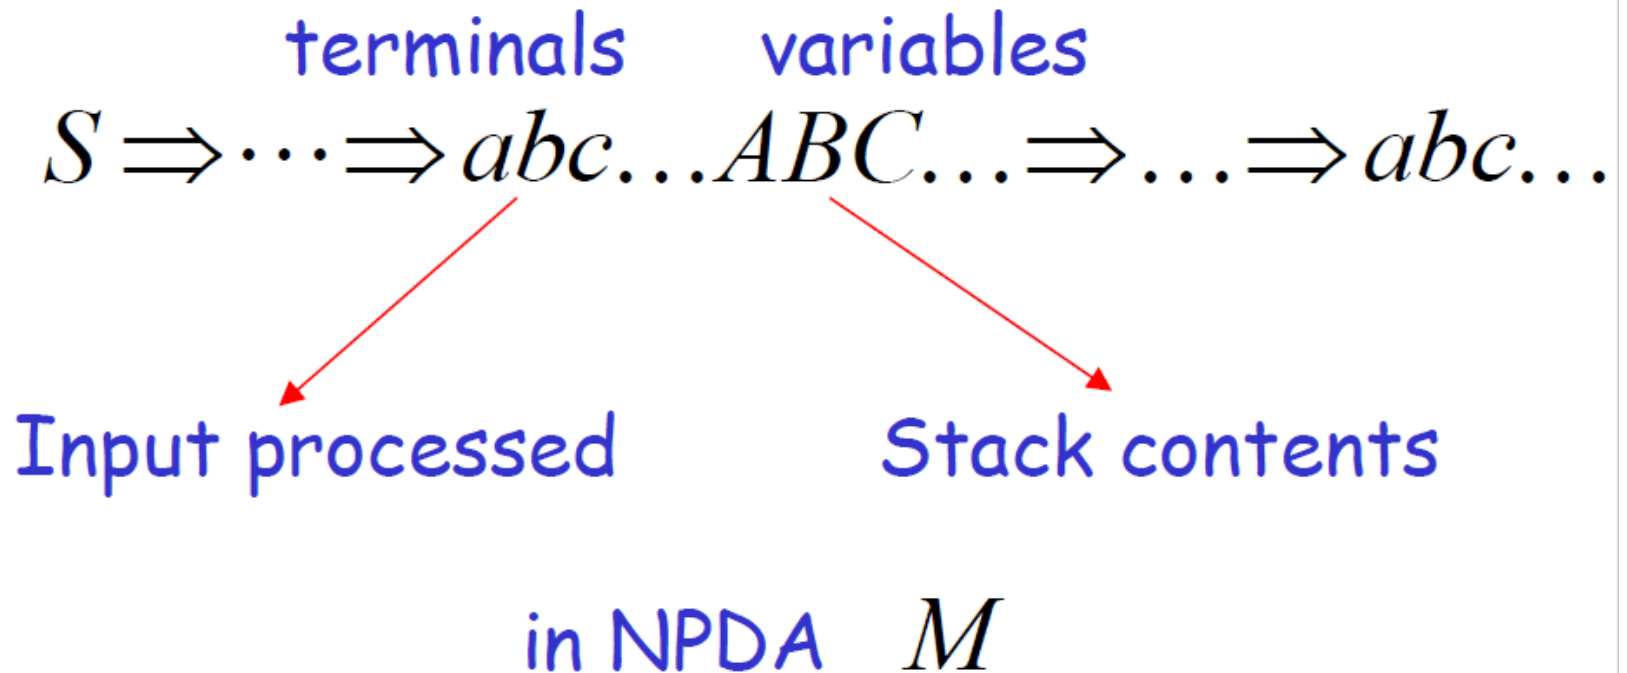 terminals variables
S ⇒ ··· ⇒ abc...ABC... ⇒ ... ⇒ abc...
Input processed Stack contents
in NPDA M